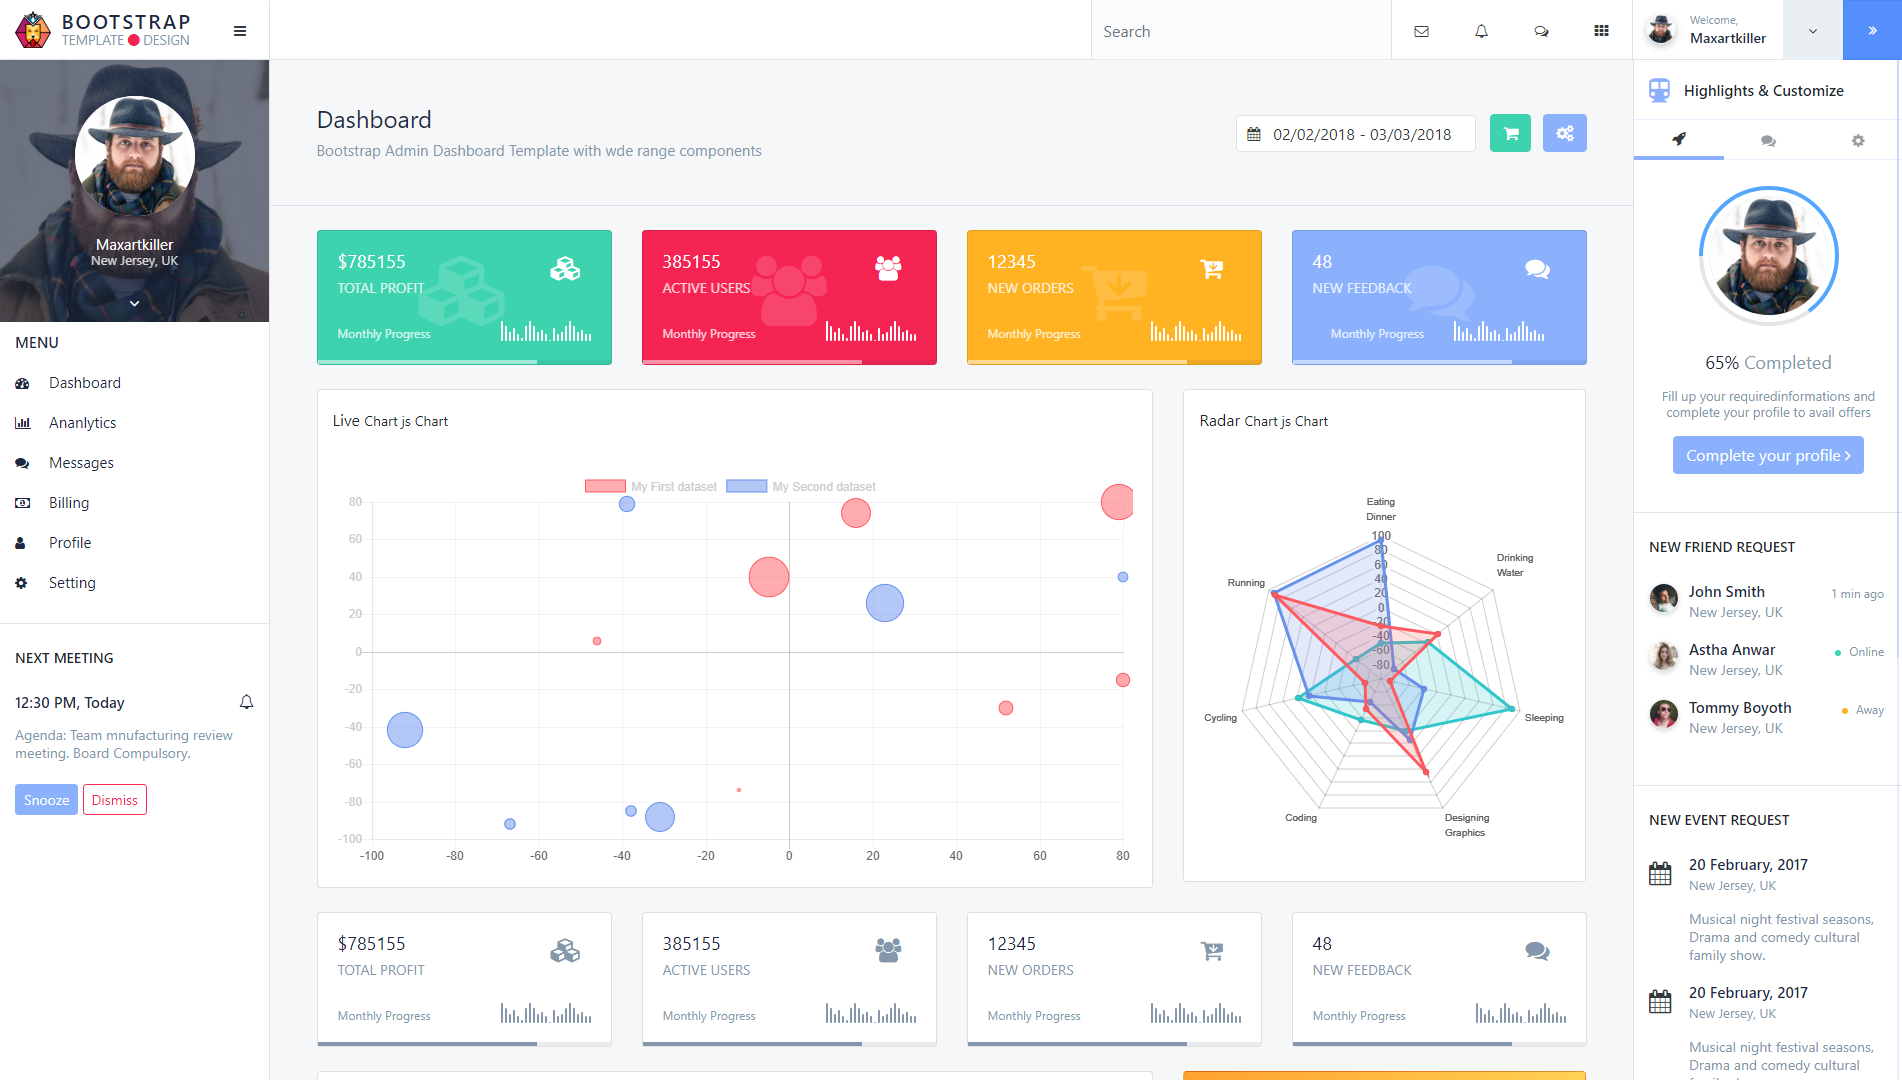 BOOTSTRAP
TEMPLATE DESIGN
Search
Welcome,
Maxartkiller
Maxartkiller
New Jersey, UK
MENU
Dashboard
Ananlytics
Messages
Billing
Profile
Setting
NEXT MEETING
12:30 PM, Today
Agenda: Team mnufacturing review
meeting. Board Compulsory.
Snooze
Dismiss
Dashboard
Bootstrap Admin Dashboard Template with wde range components
02/02/2018 - 03/03/2018
$785155
TOTAL PROFIT
Monthly Progress
385155
ACTIVE USERS
Monthly Progress
12345
NEW ORDERS
Monthly Progress
48
NEW FEEDBACK
Monthly Progress
Live Chart js Chart
My First dataset
My Second dataset
80
60
40
20
0
-20
-40
-60
-80
-100
-100
-80
-60
-40
-20
0
20
40
60
80
Radar Chart js Chart
Eating
Dinner
Drinking
Water
Sleeping
Designing
Graphics
Coding
Cycling
Running
100
80
60
40
20
0
-20
-40
-60
-80
$785155
TOTAL PROFIT
Monthly Progress
385155
ACTIVE USERS
Monthly Progress
12345
NEW ORDERS
Monthly Progress
48
NEW FEEDBACK
Monthly Progress
Highlights & Customize
65% Completed
Fill up your requiredinformations and
complete your profile to avail offers
Complete your profile
NEW FRIEND REQUEST
John Smith
1 min ago
New Jersey, UK
Astha Anwar
Online
New Jersey, UK
Tommy Boyoth
Away
New Jersey, UK
NEW EVENT REQUEST
20 February, 2017
New Jersey, UK
Musical night festival seasons,
Drama and comedy cultural
family show.
20 February, 2017
New Jersey, UK
Musical night festival seasons,
Drama and comedy cultural